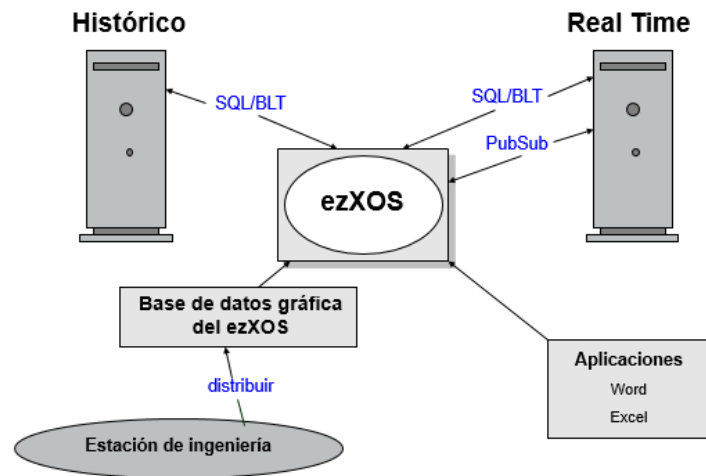 Histórico
Real Time
SQL/BLT
SQL/BLT
PubSub
ezXOS
Base de datos gráfica
del ezXOS
distribuir
Estación de ingeniería
Aplicaciones
Word
Excel